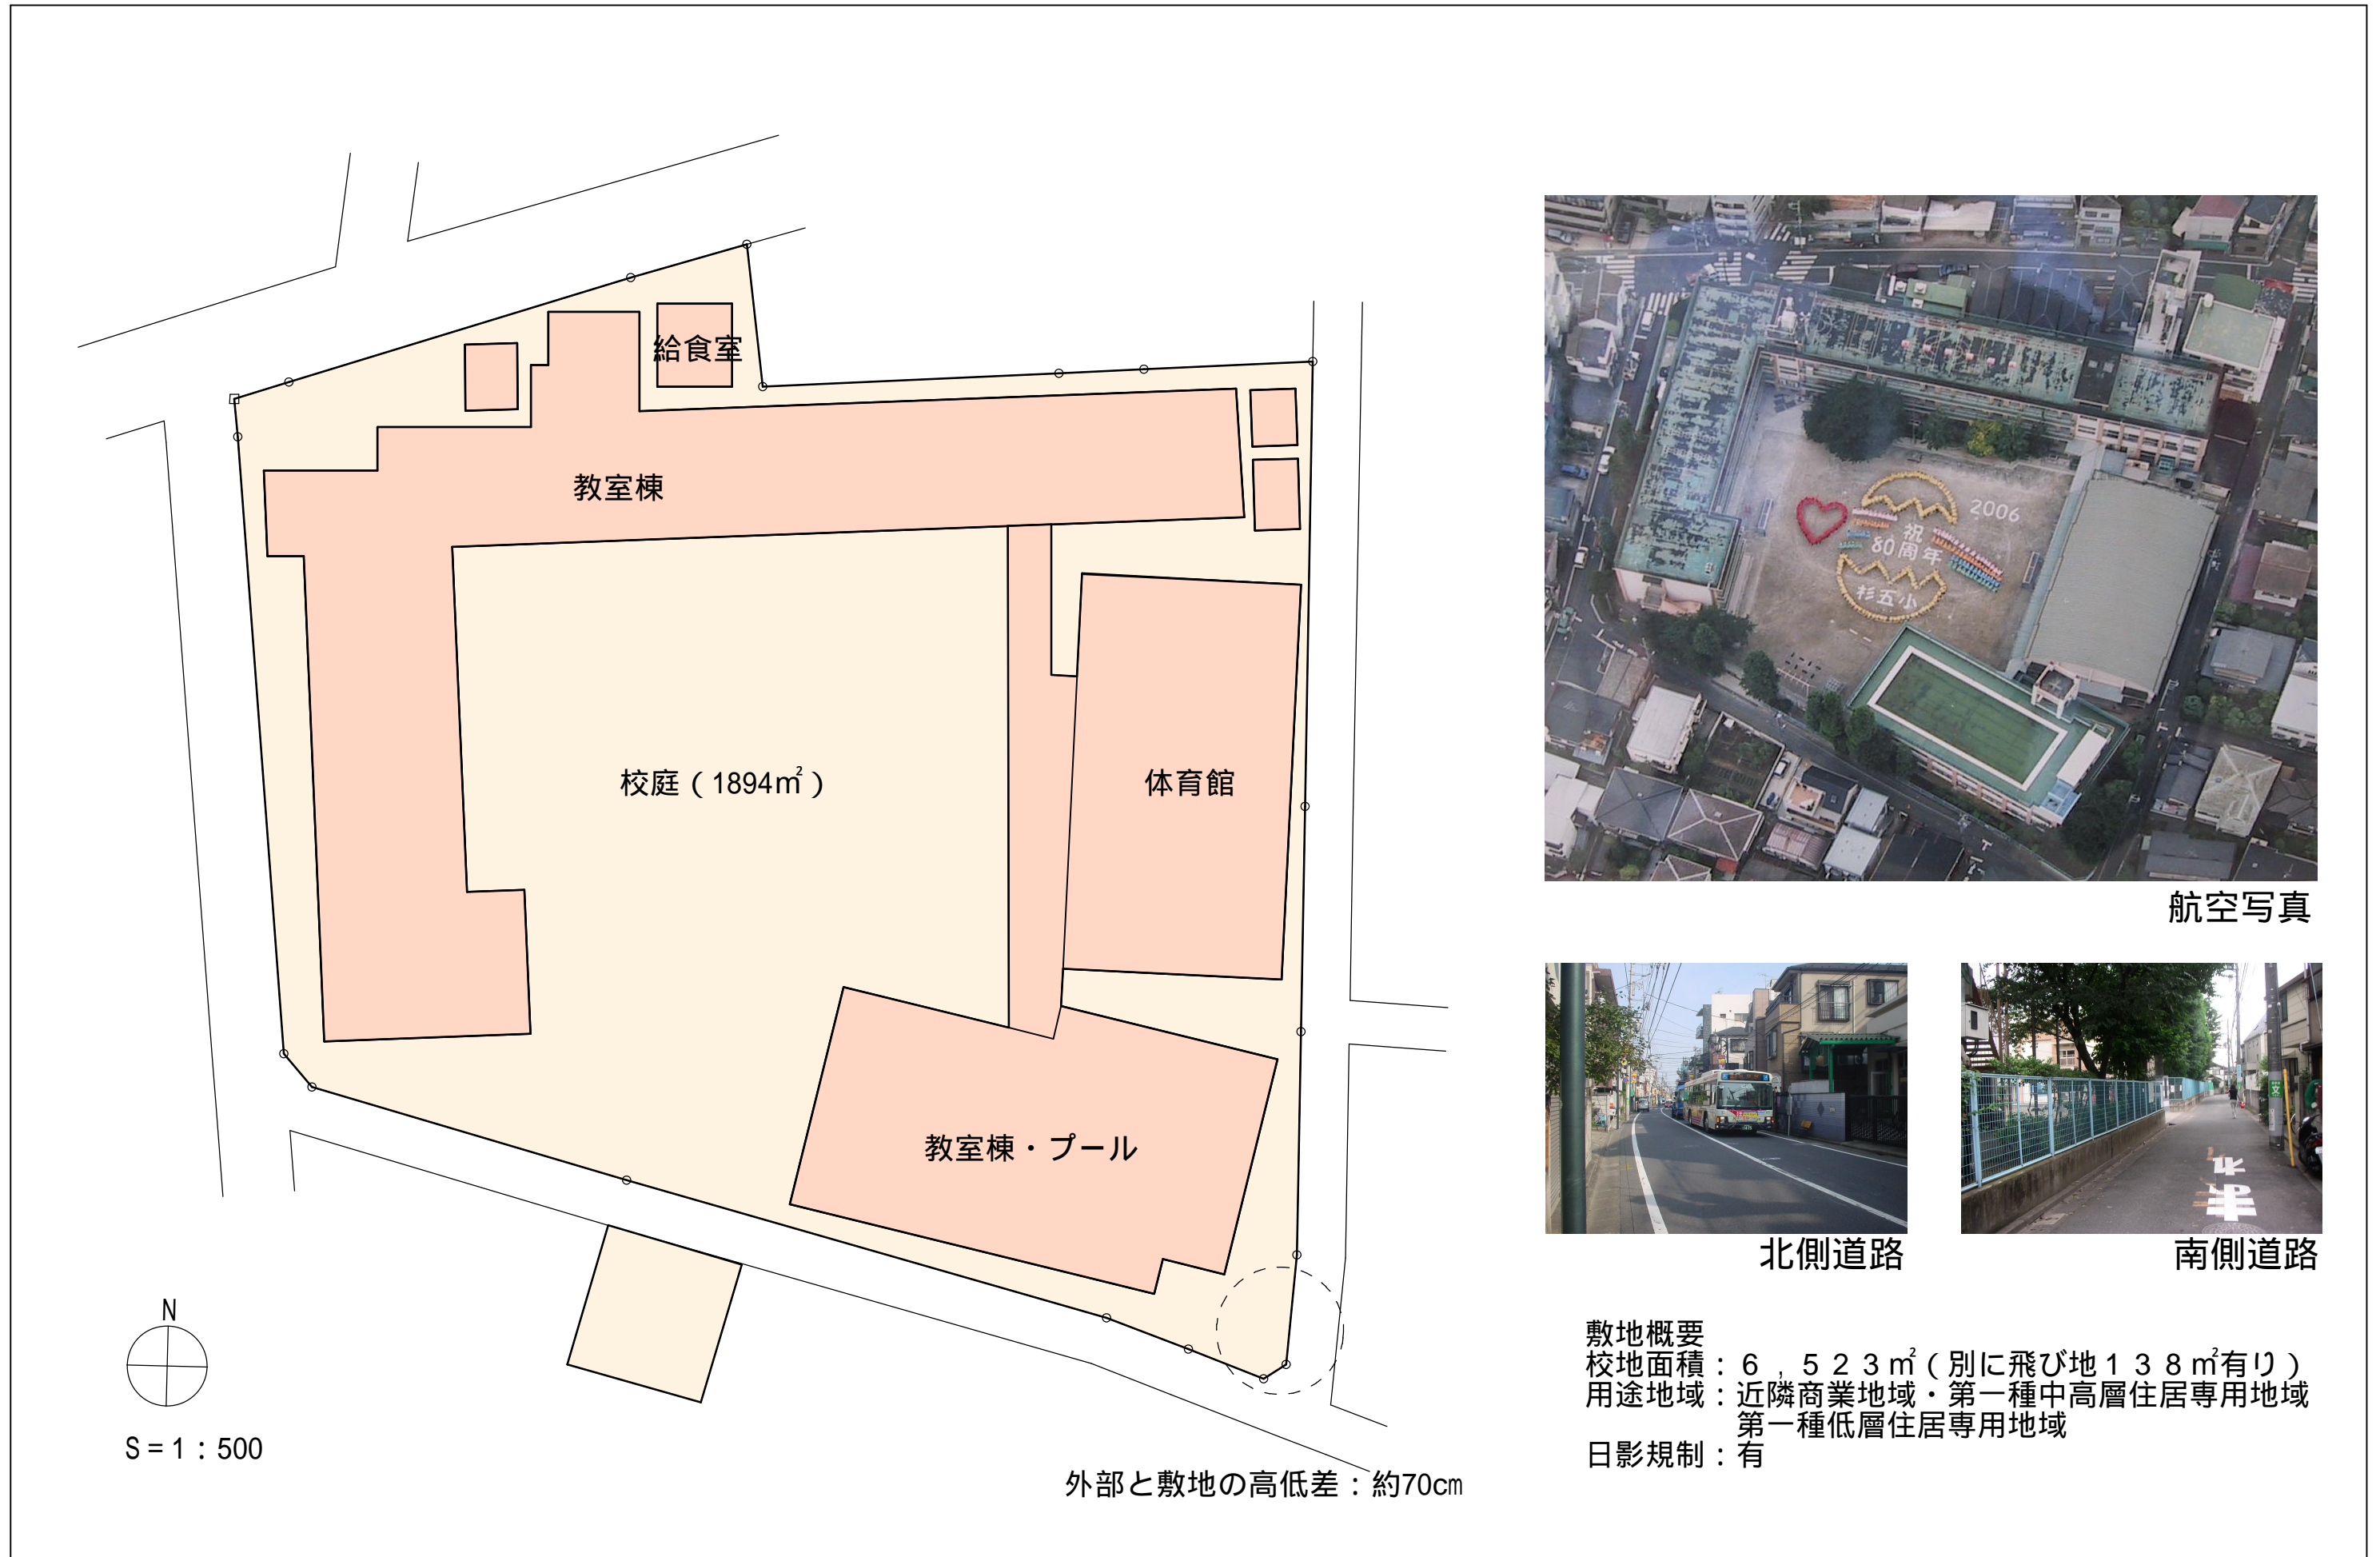 給食室
教室棟
校庭（1894㎡）
体育館
教室棟・プール
N
S＝1：500
外部と敷地の高低差：約70㎝
2006
祝
80周年
杉五小
航空写真
北側道路
文
れ
ま
南側道路
敷地概要
校地面積：６，５２３㎡（別に飛び地１３８㎡有り）
用途地域：近隣商業地域・第一種中高層住居専用地域
第一種低層住居専用地域
日影規制：有